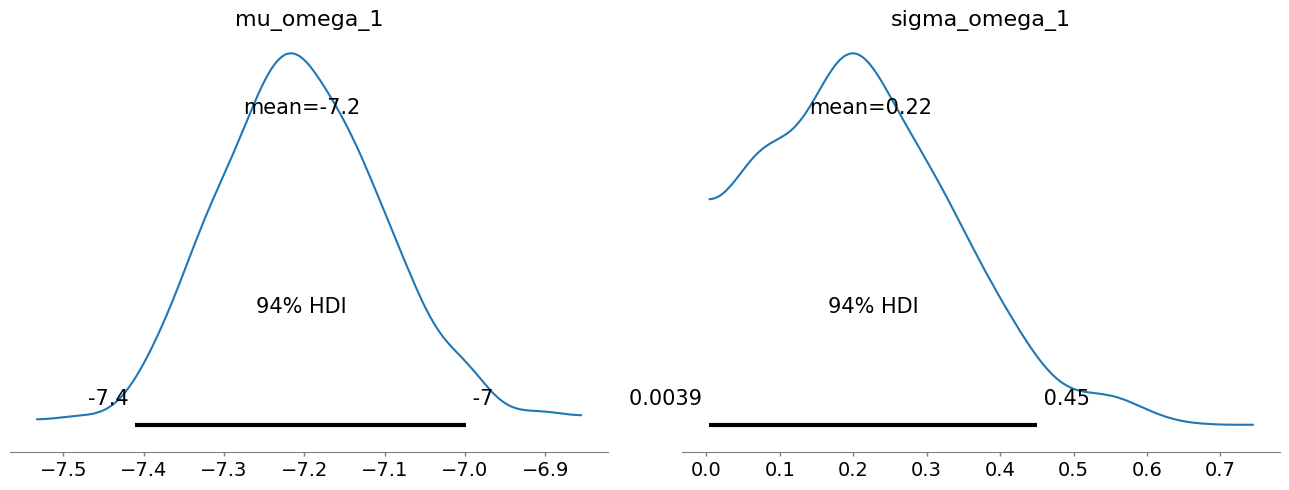 mu_omega_1
mean=-7.2
94% HDI
-7.4
-7
−7.5 −7.4 −7.3 −7.2 −7.1 −7.0 −6.9
sigma_omega_1
mean=0.22
94% HDI
0.0039
0.45
0.0 0.1 0.2 0.3 0.4 0.5 0.6 0.7